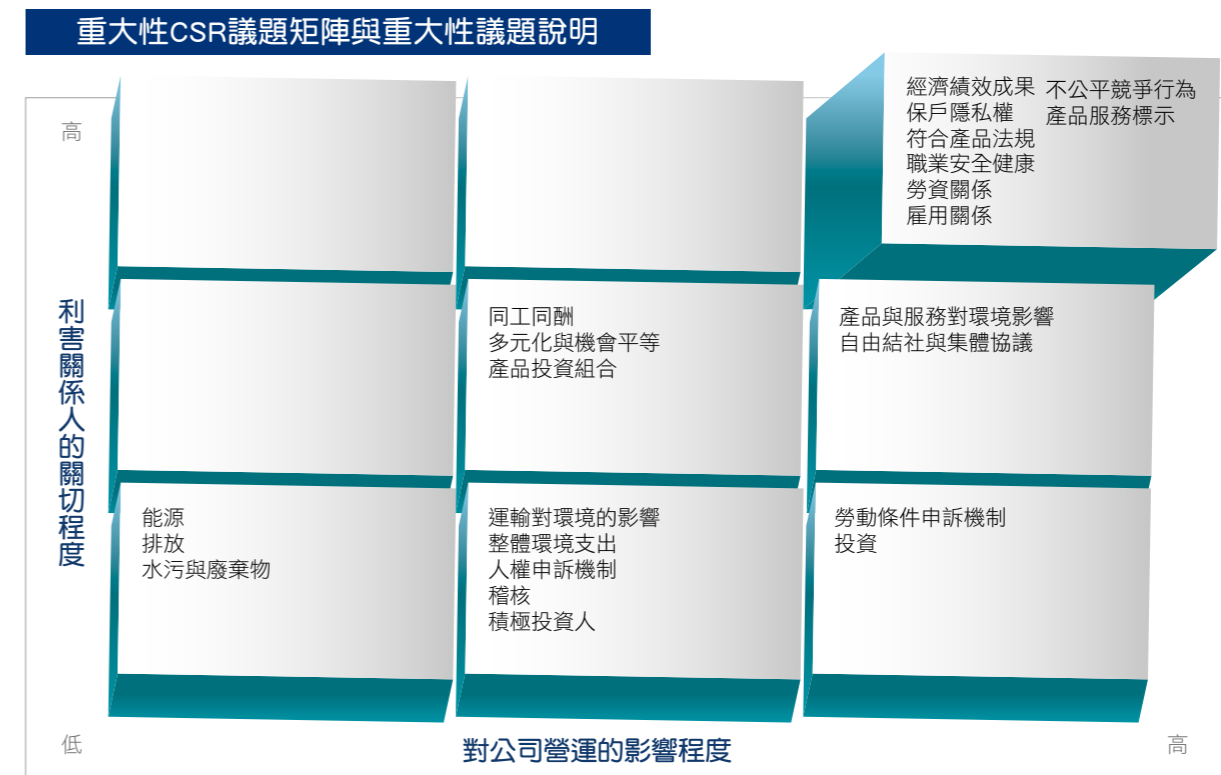 重大性CSR議題矩陣與重大性議題說明
高
經濟績效成果
保戶隱私權
符合產品法規
職業安全健康
勞資關係
雇用關係
不公平競爭行為
產品服務標示
利害關係人的關切程度
同工同酬
多元化與機會平等
產品投資組合
產品與服務對環境影響
自由結社與集體協議
能源
排放
水污與廢棄物
運輸對環境的影響
整體環境支出
人權申訴機制
稽核
積極投資人
勞動條件申訴機制
投資
低
對公司營運的影響程度
高